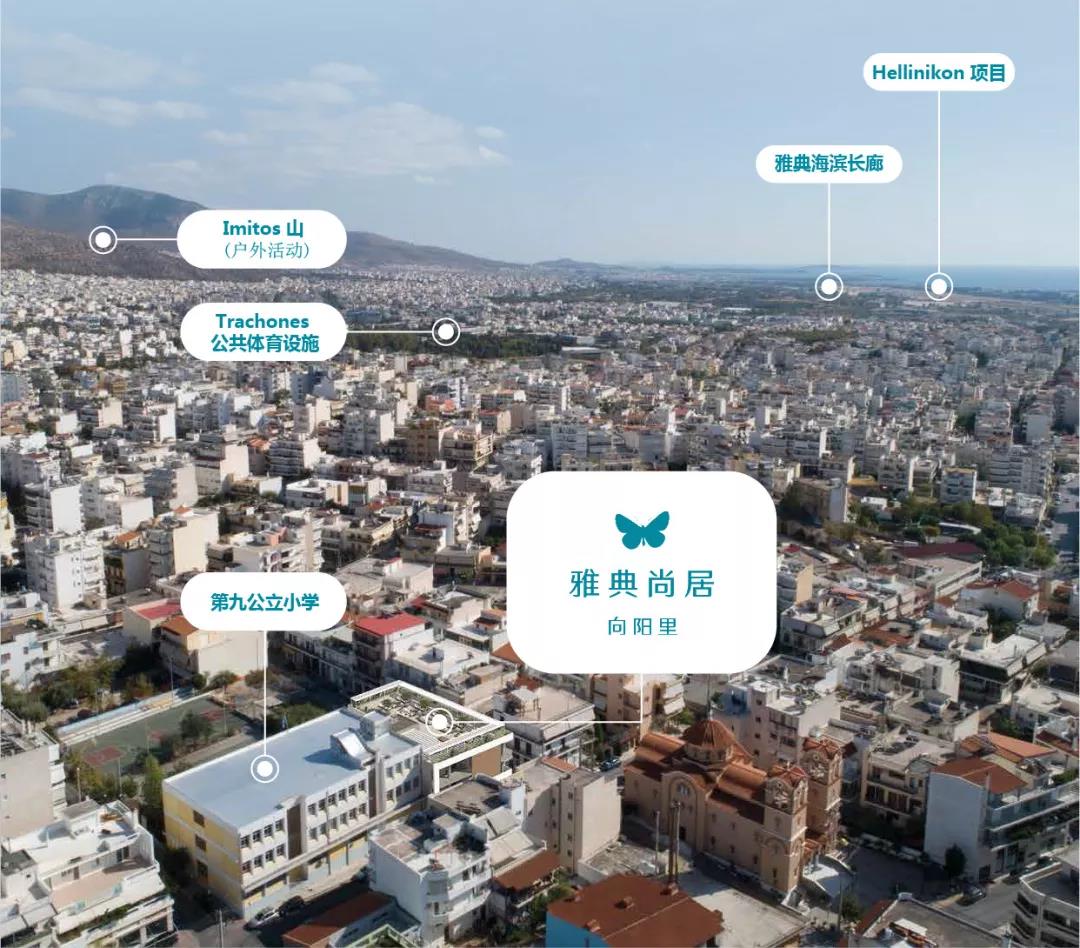 Hellinikon 项目
雅典海滨长廊
Imitos 山
(户外活动)
Trachones
公共体育设施
雅典尚居
向阳里
第九公立小学